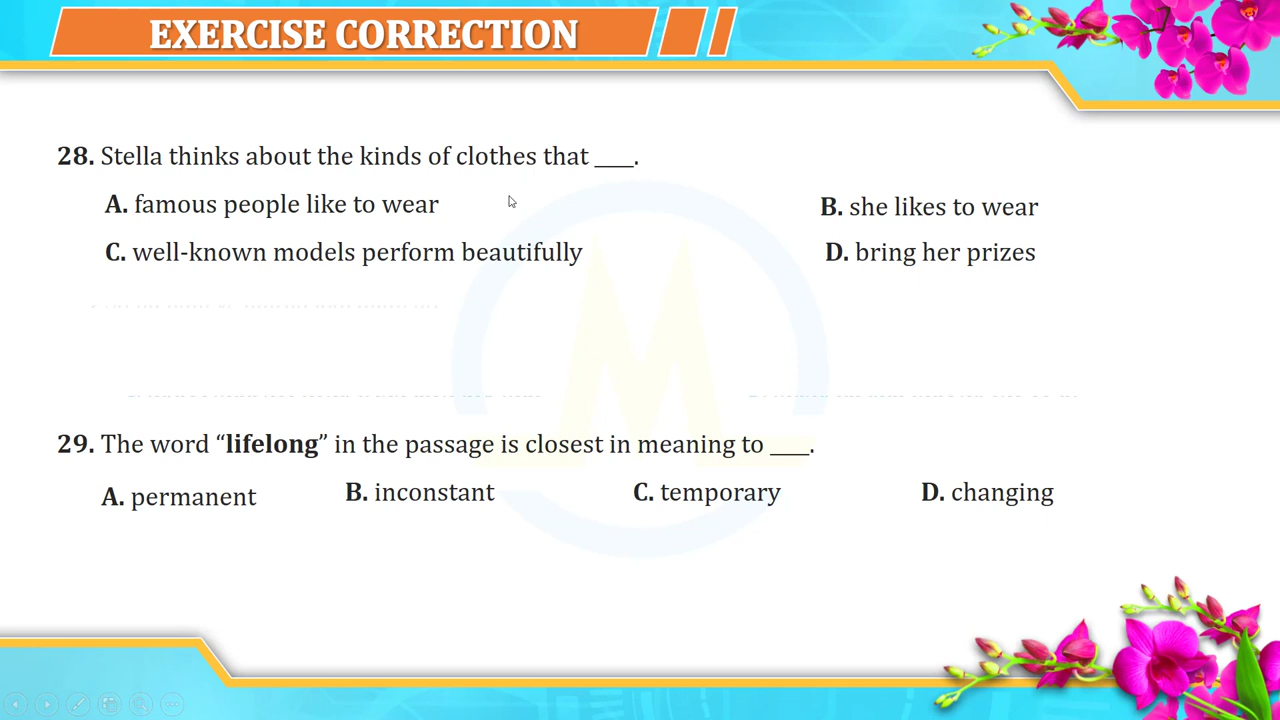 EXERCISE CORRECTION
28. Stella thinks about the kinds of clothes that ____.
A. famous people like to wear
B. she likes to wear
C. well-known models perform beautifully
D. bring her prizes
29. The word “lifelong” in the passage is closest in meaning to ____.
A. permanent
B. inconstant
C. temporary
D. changing